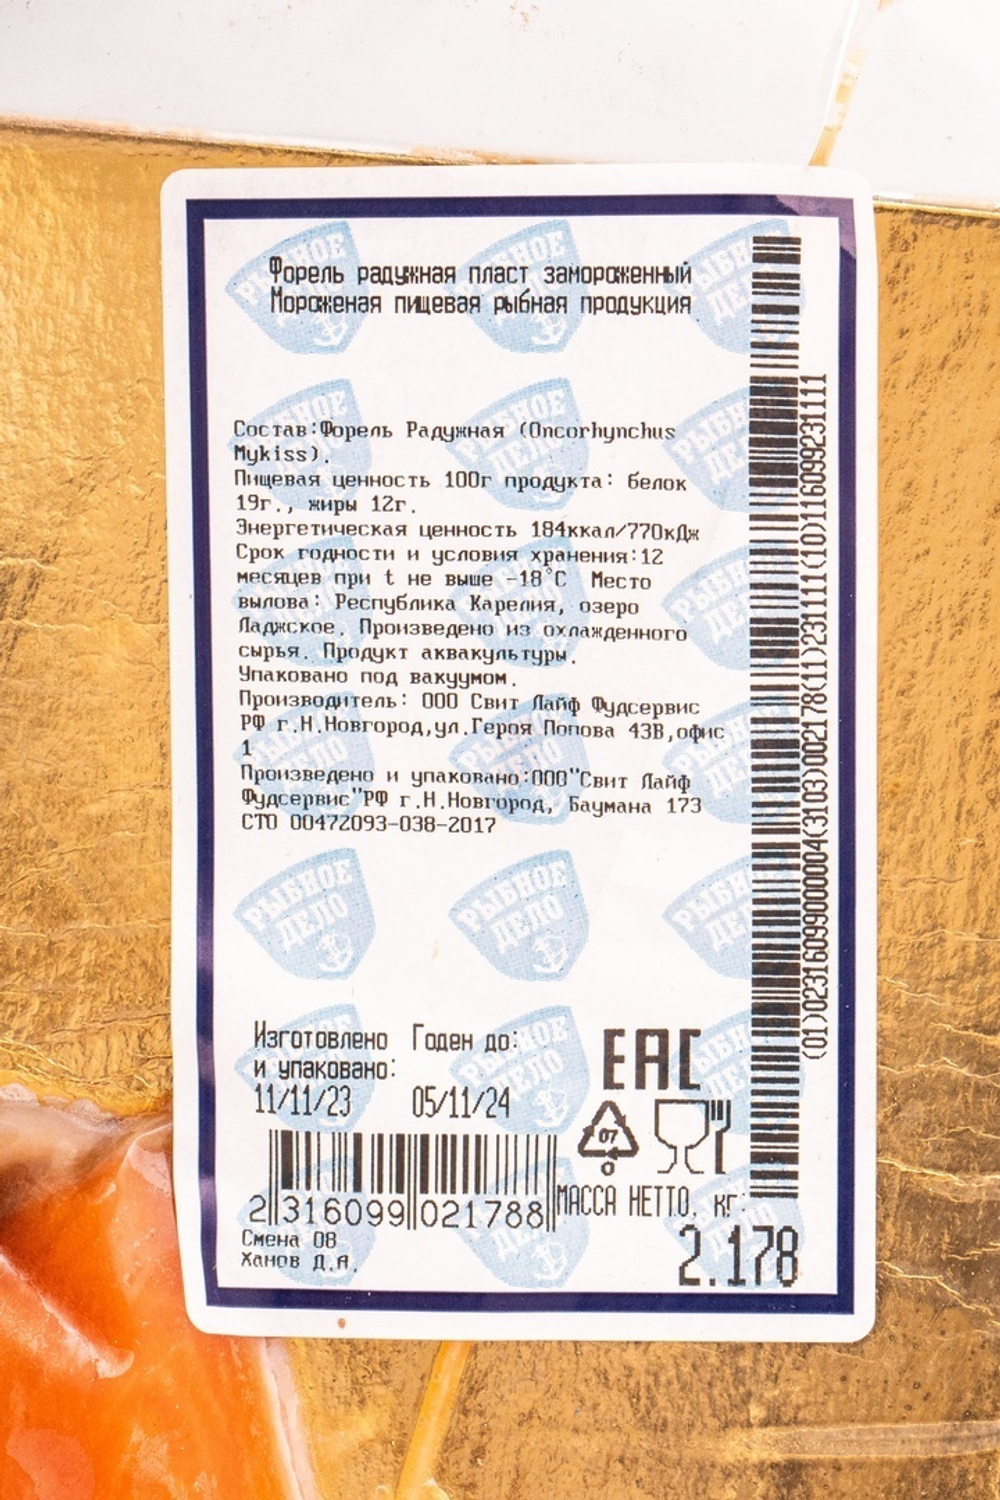 Форель радужная пласт замороженный
Мороженая пищевая рыбная продукция
Состав:Форель Радужная (Oncorhynchus
Mykiss).
Пищевая ценность 100г продукта: белок
19г., жиры 12г.
Энергетическая ценность 184ккал/770кДж
Срок годности и условия хранения:12
месяцев при t не выше -18°С Место
вылова: Республика Карелия, озеро
Ладжское. Произведено из охлажденного
сырья. Продукт аквакультуры.
Упаковано под вакуумом.
Производитель: ООО Свит Лайф Фудсервис
РФ г.Н.Новгород,ул.Героя Попова 43В,офис
1
Произведено и упаковано:ООО"Свит Лайф
Фудсервис"РФ г.Н.Новгород, Баумана 173
СТО 00472093-038-2017
РЫБНОЕ
ДЕЛО
Изготовлено Годен до:
и упаковано:
11/11/23 05/11/24
EAC
07
2 316099 021788
МАССА НЕТТО, кг:
2.178
Смена 08
Ханов Д.А.
(01)02316099000004(3103)002178(11)231111(10)116099231111